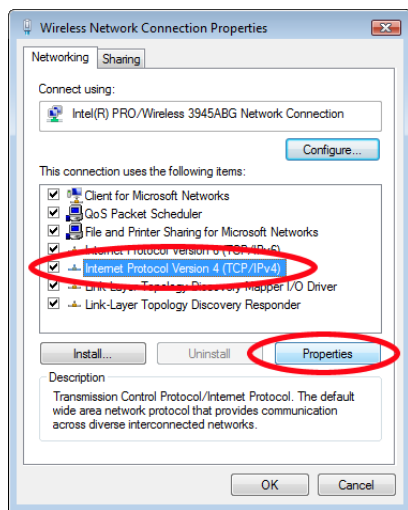 Wireless Network Connection Properties
Networking
Sharing
Connect using:
Intel(R) PRO/Wireless 3945ABG Network Connection
Configure...
This connection uses the following items:
Client for Microsoft Networks
QoS Packet Scheduler
File and Printer Sharing for Microsoft Networks
Internet Protocol Version 6 (TCP/IPv6)
Internet Protocol Version 4 (TCP/IPv4)
Link-Layer Topology Discovery Mapper I/O Driver
Link-Layer Topology Discovery Responder
Install...
Uninstall
Properties
Description
Transmission Control Protocol/Internet Protocol. The default
wide area network protocol that provides communication
across diverse interconnected networks.
OK
Cancel